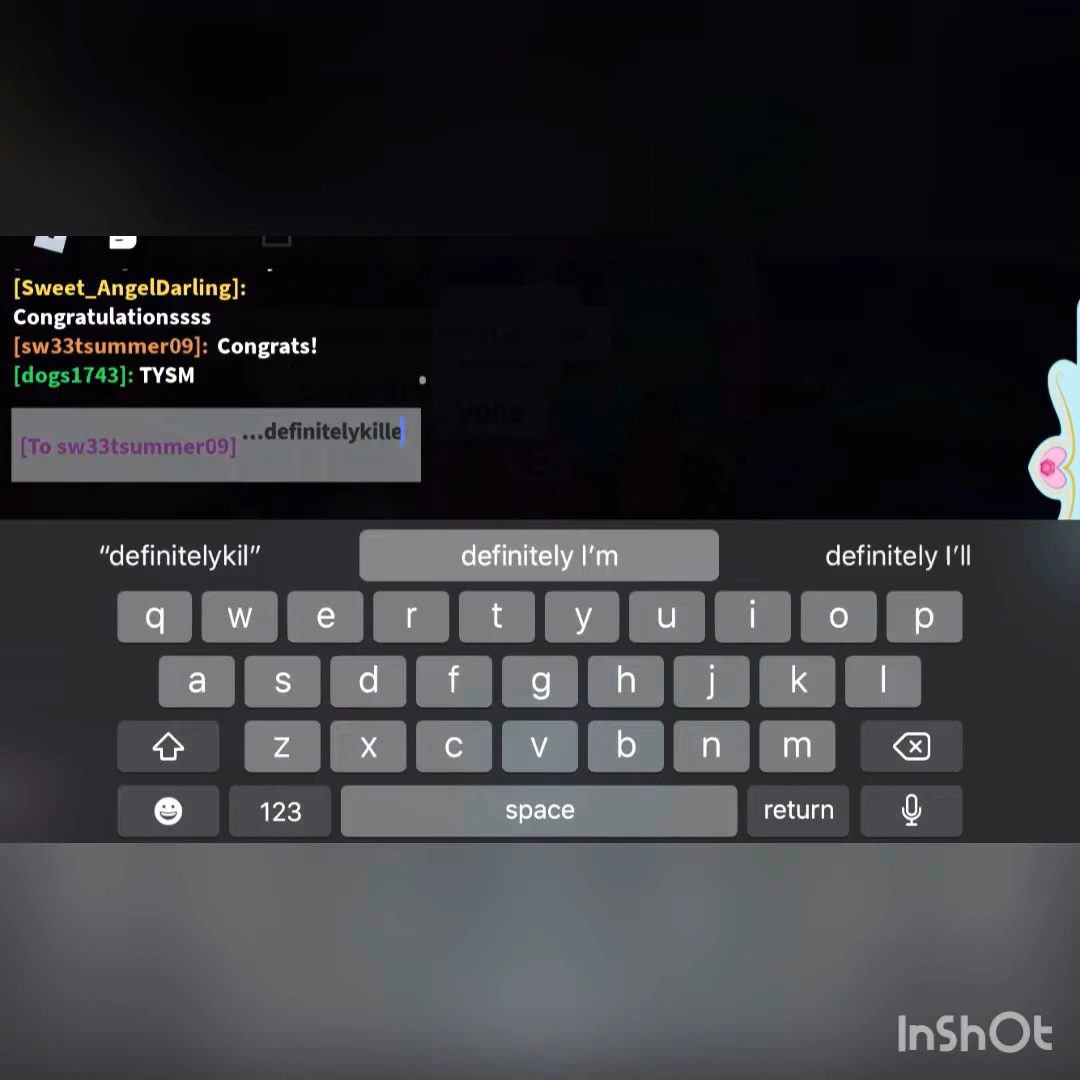 [Sweet_AngelDarling]:
Congratulationssss
[sw33tsummer09]: Congrats!
[dogs1743]: TYSM
[To sw33tsummer09] ...definitelykille
“definitelykil” definitely I’m definitely I’ll
q w e r t y u i o p
a s d f g h j k l
z x c v b n m
123 space return
InShOt